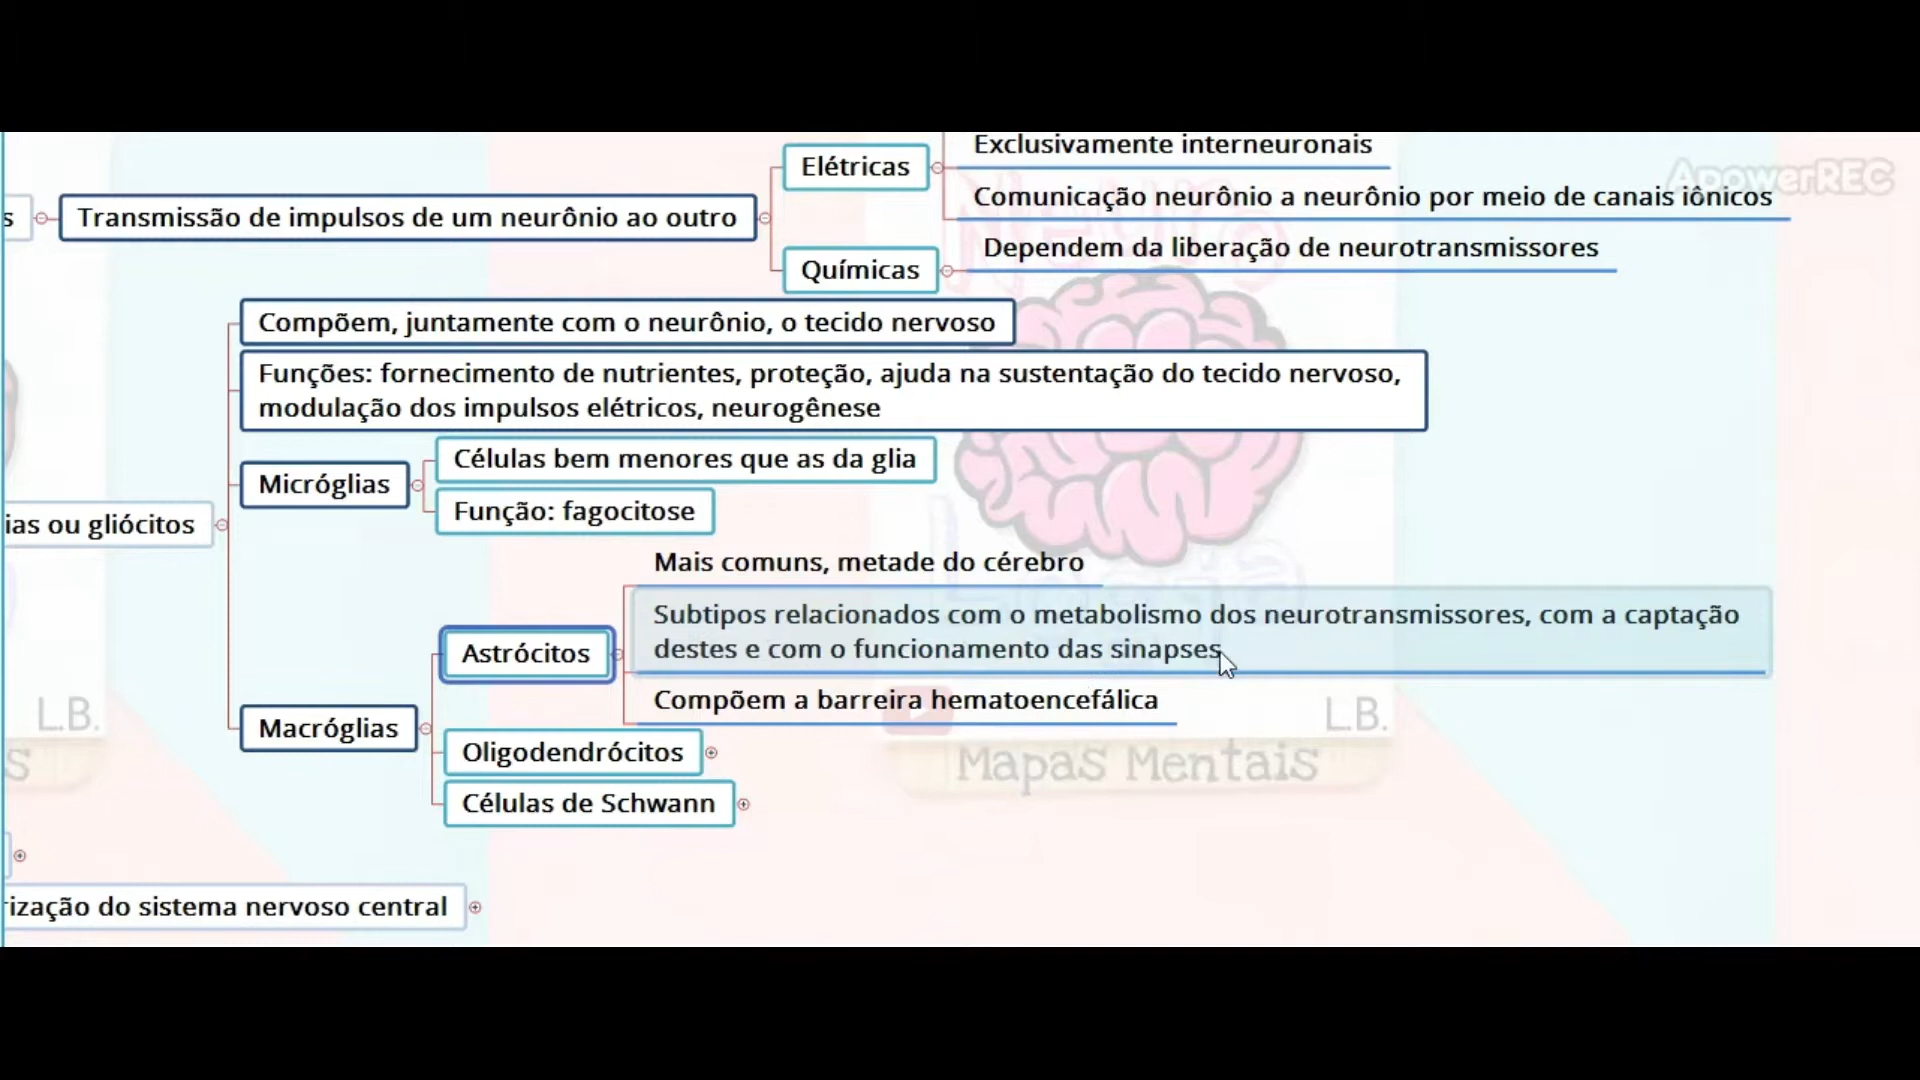 Exclusivamente interneuronais
Elétricas
ApowerREC
Comunicação neurônio a neurônio por meio de canais iônicos
s
Transmissão de impulsos de um neurônio ao outro
Dependem da liberação de neurotransmissores
Químicas
Neuro
Compõem, juntamente com o neurônio, o tecido nervoso
Funções: fornecimento de nutrientes, proteção, ajuda na sustentação do tecido nervoso,
modulação dos impulsos elétricos, neurogênese
Células bem menores que as da glia
Micróglias
Função: fagocitose
ias ou gliócitos
Mais comuns, metade do cérebro
Subtipos relacionados com o metabolismo dos neurotransmissores, com a captação
destes e com o funcionamento das sinapses
Astrócitos
Compõem a barreira hematoencefálica
L.B.
L.B.
Macróglias
Oligodendrócitos
s
Mapas Mentais
Células de Schwann
rização do sistema nervoso central